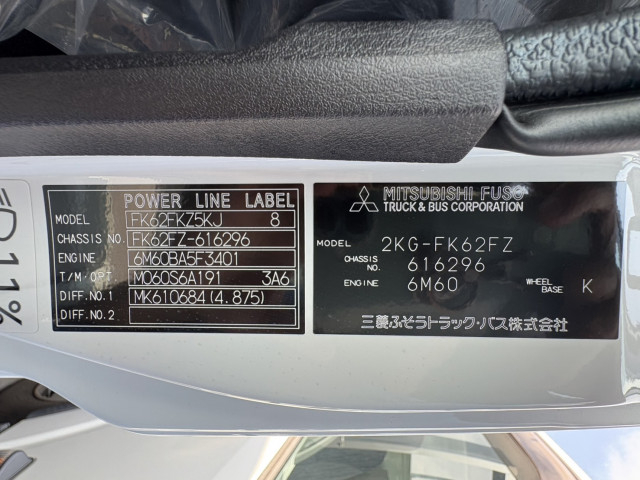 POWER LINE LABEL
MODEL FK62FKZ5KJ 8
CHASSIS NO. FK62FZ-616296
ENGINE 6M60BA5F3401
T/M/OPT M060S6A191 3A6
DIFF.NO.1 MK610684(4.875)
DIFF.NO.2
MITSUBISHI FUSO
TRUCK & BUS CORPORATION
MODEL 2KG-FK62FZ
CHASSIS NO. 616296
ENGINE 6M60 WHEEL BASE K
三菱ふそうトラック・バス株式会社
11%